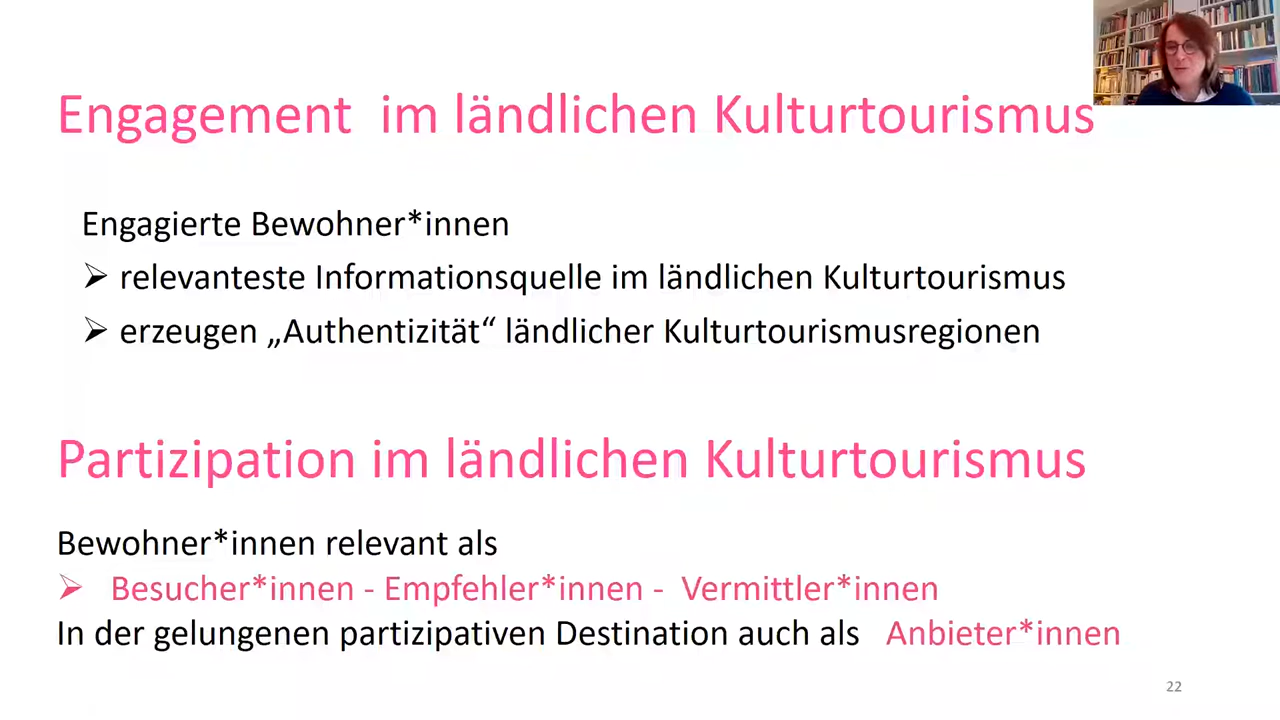 Engagement im ländlichen Kulturtourismus
Engagierte Bewohner*innen
➢ relevanteste Informationsquelle im ländlichen Kulturtourismus
➢ erzeugen „Authentizität“ ländlicher Kulturtourismusregionen
Partizipation im ländlichen Kulturtourismus
Bewohner*innen relevant als
➢ Besucher*innen - Empfehler*innen - Vermittler*innen
In der gelungenen partizipativen Destination auch als Anbieter*innen
22